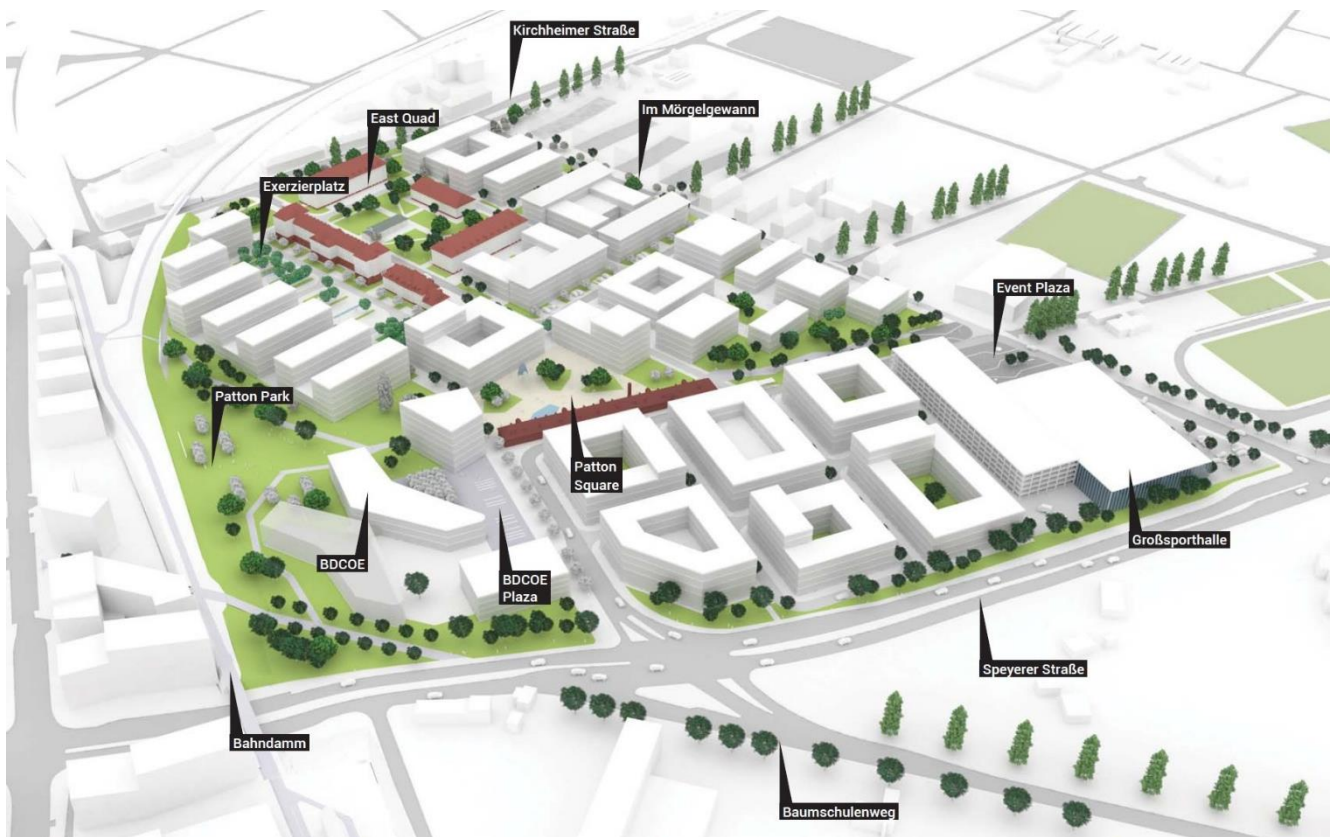 Kirchheimer Straße
Im Mörgelgewann
East Quad
Exerzierplatz
Event Plaza
Patton Park
Patton
Square
Großsporthalle
BDCOE
BDCOE
Plaza
Speyerer Straße
Bahndamm
Baumschulenweg